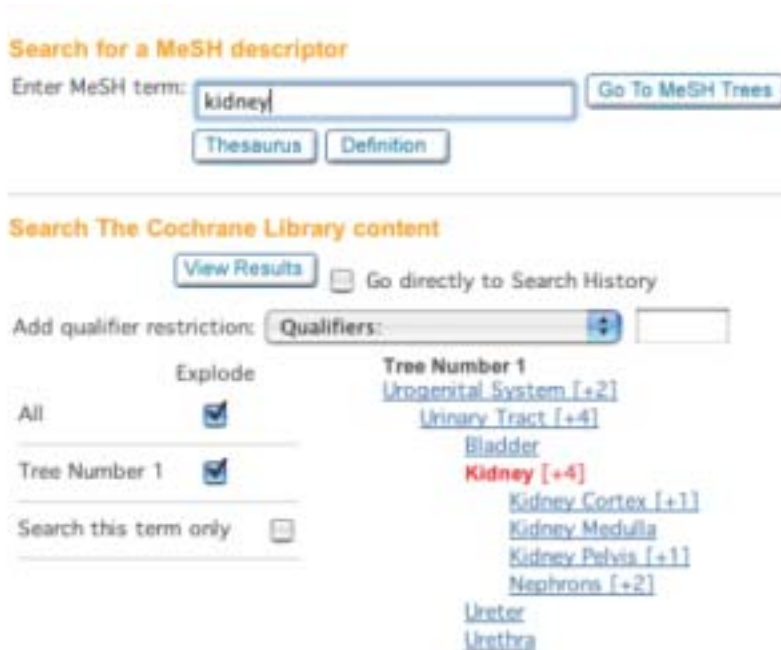 Search for a MeSH descriptor
Enter MeSH term: kidney Go To MeSH Trees
Thesaurus Definition
Search The Cochrane Library content
View Results Go directly to Search History
Add qualifier restriction: Qualifiers:
Explode
All
Tree Number 1
Search this term only
Tree Number 1
Urogenital System [+2]
Urinary Tract [+4]
Bladder
Kidney [+4]
Kidney Cortex [+1]
Kidney Medulla
Kidney Pelvis [+1]
Nephrons [+2]
Ureter
Urethra